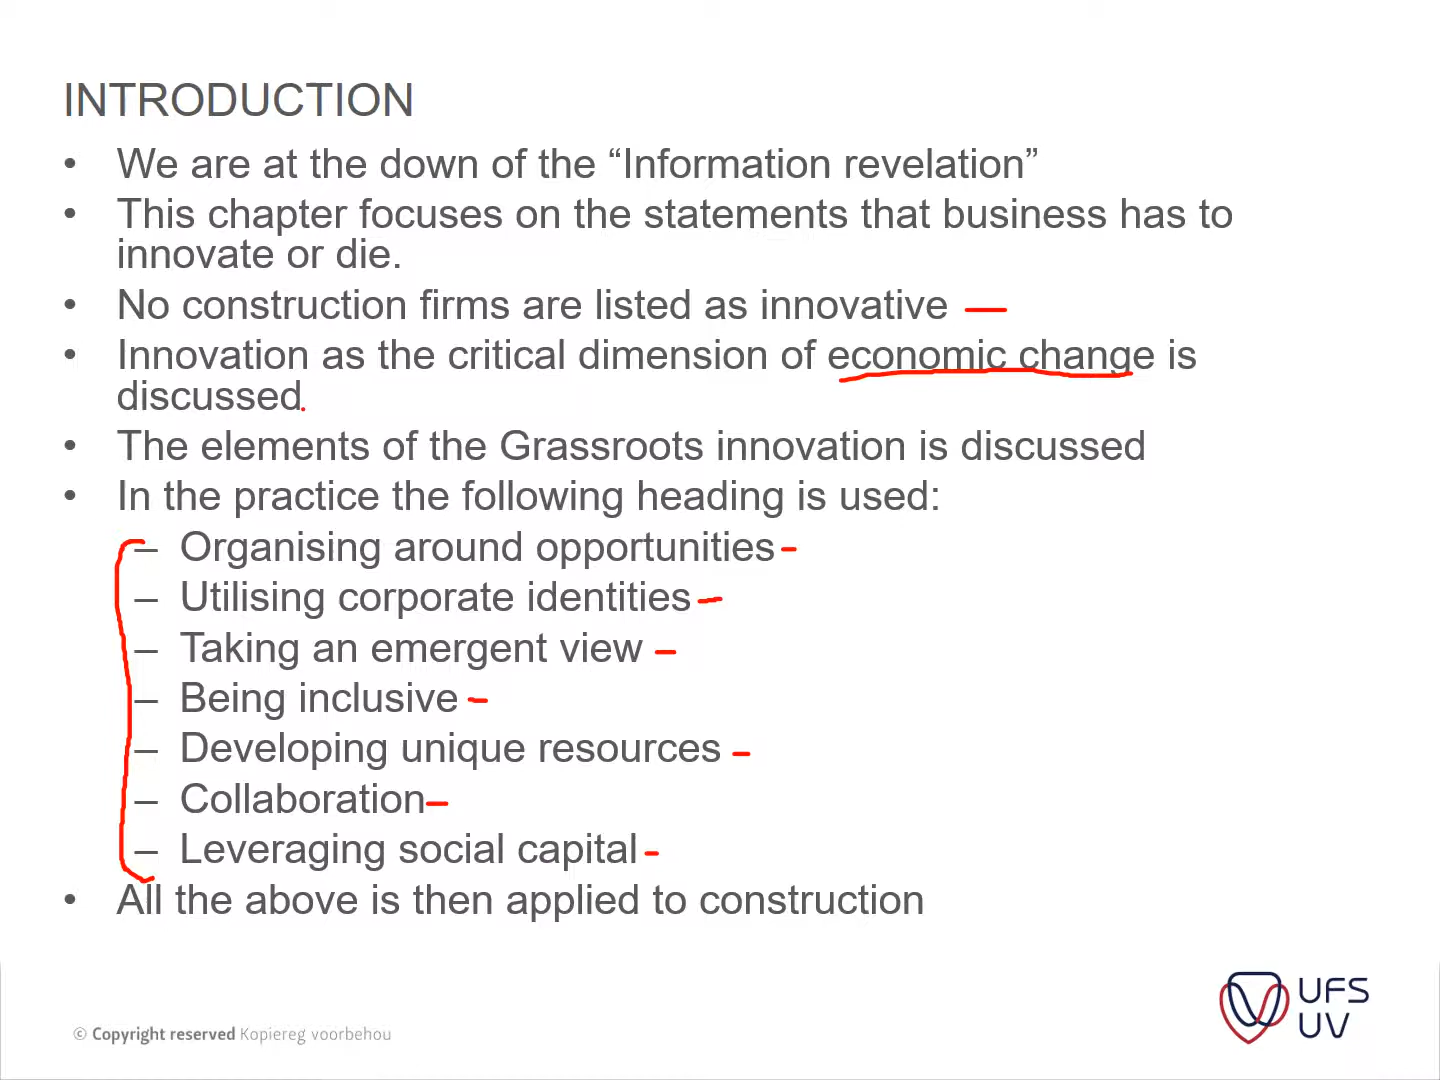 INTRODUCTION
• We are at the down of the “Information revelation”
• This chapter focuses on the statements that business has to
innovate or die.
• No construction firms are listed as innovative
• Innovation as the critical dimension of economic change is
discussed.
• The elements of the Grassroots innovation is discussed
• In the practice the following heading is used:
– Organising around opportunities
– Utilising corporate identities
– Taking an emergent view
– Being inclusive
– Developing unique resources
– Collaboration
– Leveraging social capital
• All the above is then applied to construction
© Copyright reserved Kopiereg voorbehou
UFS
UV